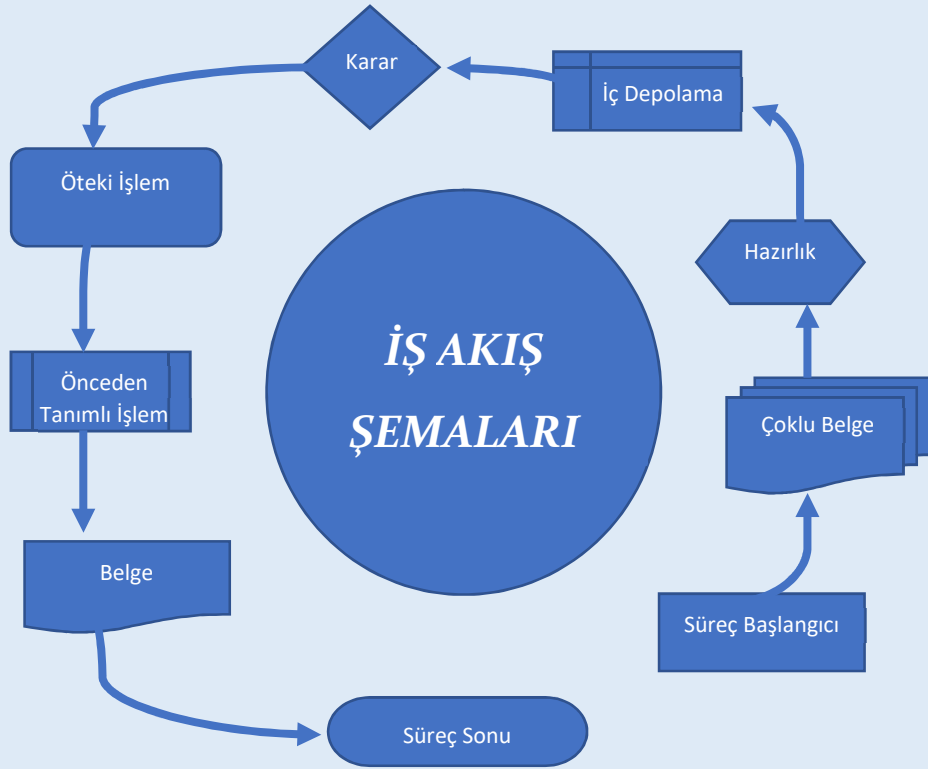 Karar
İç Depolama
Öteki İşlem
Hazırlık
İŞ AKIŞ
ŞEMALARI
Önceden
Tanımlı İşlem
Çoklu Belge
Belge
Süreç Başlangıcı
Süreç Sonu